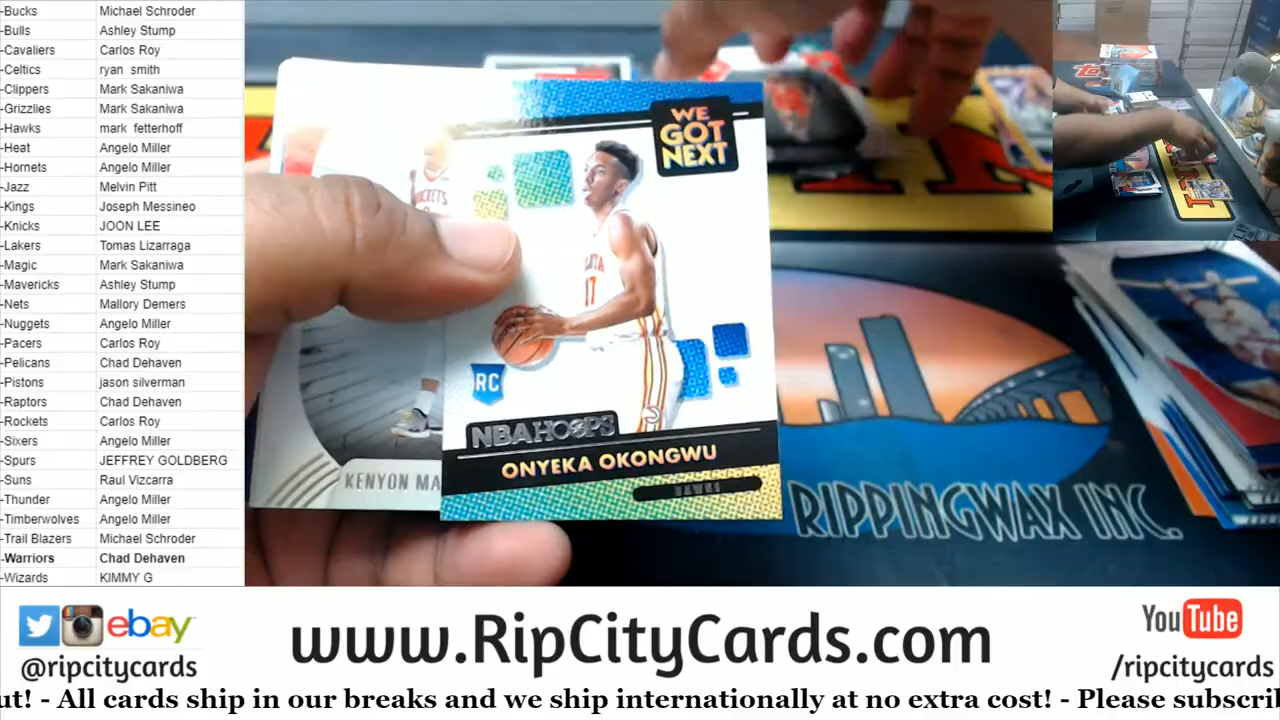 -Bucks Michael Schroder
-Bulls Ashley Stump
-Cavaliers Carlos Roy
-Celtics ryan smith
-Clippers Mark Sakaniwa
-Grizzlies Mark Sakaniwa
-Hawks mark fetterhoff
-Heat Angelo Miller
-Hornets Angelo Miller
-Jazz Melvin Pitt
-Kings Joseph Messineo
-Knicks JOON LEE
-Lakers Tomas Lizarraga
-Magic Mark Sakaniwa
-Mavericks Ashley Stump
-Nets Mallory Demers
-Nuggets Angelo Miller
-Pacers Carlos Roy
-Pelicans Chad Dehaven
-Pistons jason silverman
-Raptors Chad Dehaven
-Rockets Carlos Roy
-Sixers Angelo Miller
-Spurs JEFFREY GOLDBERG
-Suns Raul Vizcarra
-Thunder Angelo Miller
-Timberwolves Angelo Miller
-Trail Blazers Michael Schroder
-Warriors Chad Dehaven
-Wizards KIMMY G
WE
GOT
NEXT
17
RC
NBA HOOPS
ONYEKA OKONGWU
HAWKS
KENYON MA
RIPPINGWAX INC.
ebay
@ripcitycards
www.RipCityCards.com
YouTube
/ripcitycards
ut! - All cards ship in our breaks and we ship internationally at no extra cost! - Please subscri